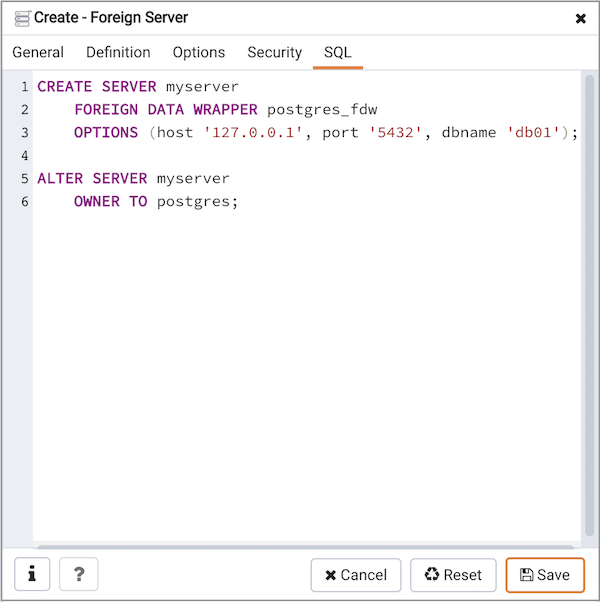 Create - Foreign Server
General Definition Options Security SQL
1 CREATE SERVER myserver
2 FOREIGN DATA WRAPPER postgres_fdw
3 OPTIONS (host '127.0.0.1', port '5432', dbname 'db01');
4
5 ALTER SERVER myserver
6 OWNER TO postgres;
i ? Cancel Reset Save